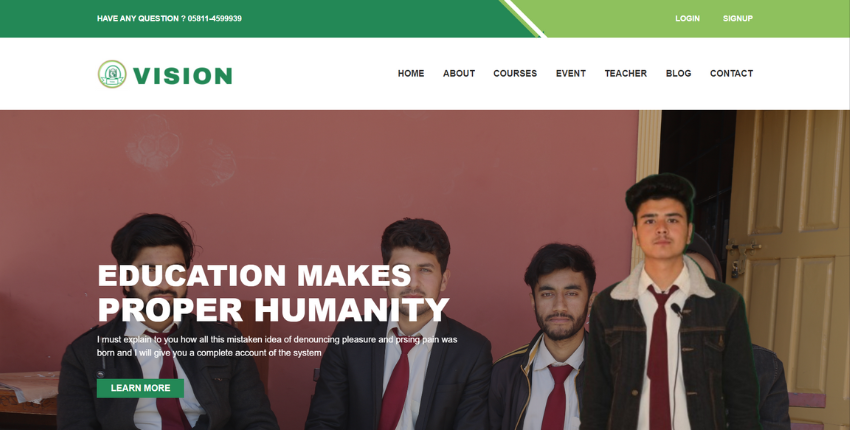 HAVE ANY QUESTION ? 05811-4599939
LOGIN SIGNUP
VISION
HOME ABOUT COURSES EVENT TEACHER BLOG CONTACT
EDUCATION MAKES
PROPER HUMANITY
I must explain to you how all this mistaken idea of denouncing pleasure and prsing pain was
born and I will give you a complete account of the system
LEARN MORE